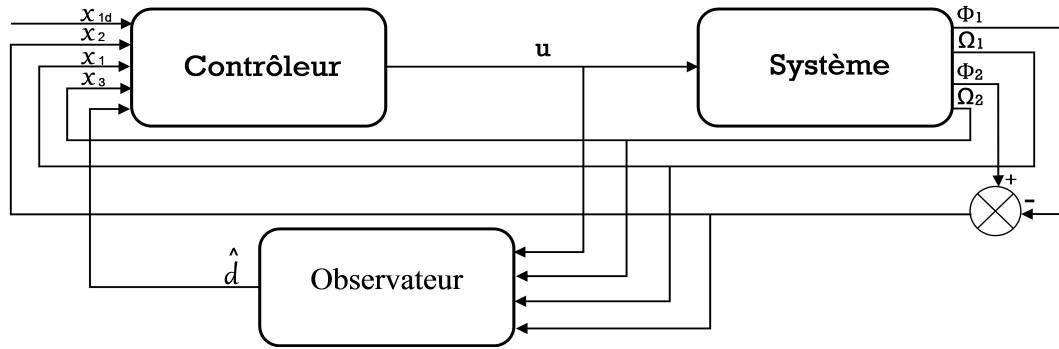 x1d
x2
x1
x3
Contrôleur
u
Système
Φ1
Ω1
Φ2
Ω2
+
-
d̂
Observateur